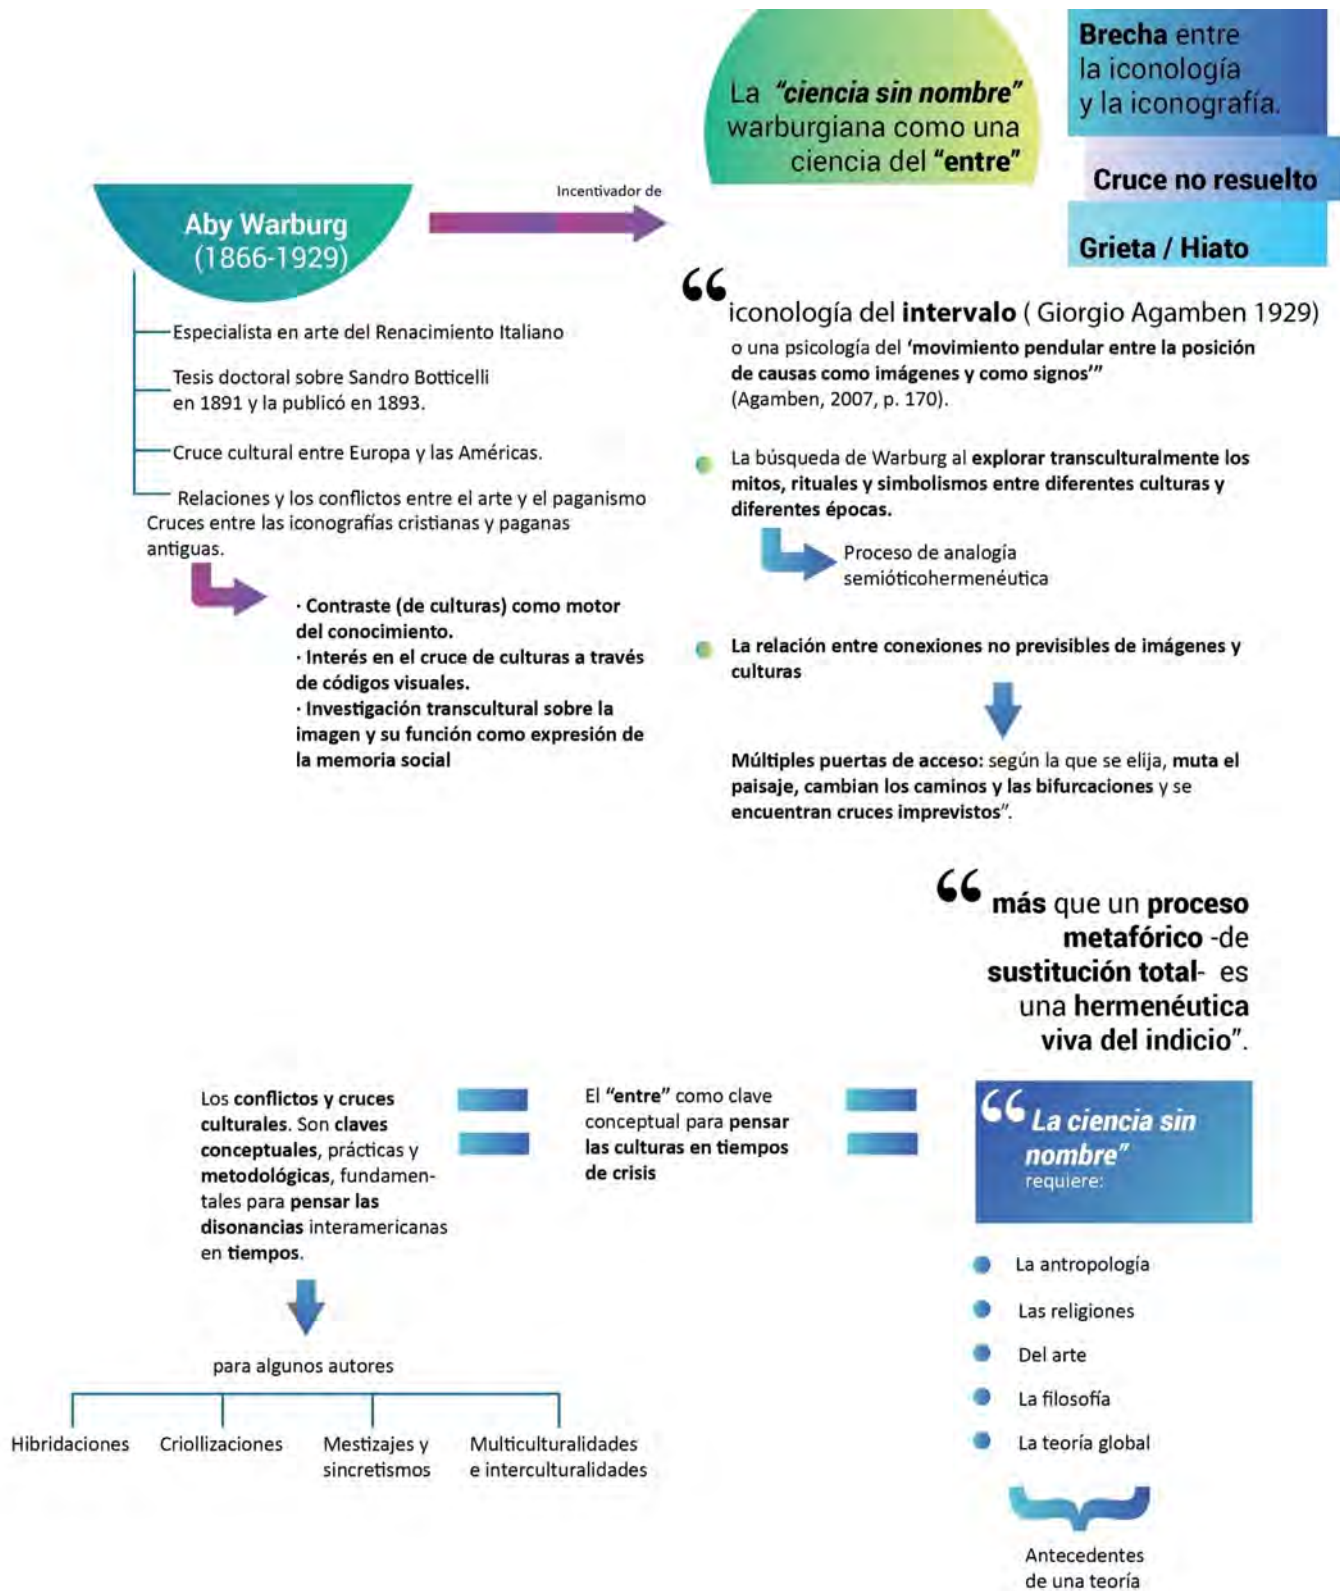 La "ciencia sin nombre"
warburgiana como una
ciencia del "entre"
Brecha entre
la iconología
y la iconografía.
Cruce no resuelto
Grieta / Hiato
Incentivador de
Aby Warburg
(1866-1929)
Especialista en arte del Renacimiento Italiano
Tesis doctoral sobre Sandro Botticelli
en 1891 y la publicó en 1893.
Cruce cultural entre Europa y las Américas.
Relaciones y los conflictos entre el arte y el paganismo
Cruces entre las iconografías cristianas y paganas
antiguas.
· Contraste (de culturas) como motor
del conocimiento.
· Interés en el cruce de culturas a través
de códigos visuales.
· Investigación transcultural sobre la
imagen y su función como expresión de
la memoria social
“iconología del intervalo ( Giorgio Agamben 1929)
o una psicología del ‘movimiento pendular entre la posición
de causas como imágenes y como signos’”
(Agamben, 2007, p. 170).
La búsqueda de Warburg al explorar transculturalmente los
mitos, rituales y simbolismos entre diferentes culturas y
diferentes épocas.
Proceso de analogía
semióticohermenéutica
La relación entre conexiones no previsibles de imágenes y
culturas
Múltiples puertas de acceso: según la que se elija, muta el
paisaje, cambian los caminos y las bifurcaciones y se
encuentran cruces imprevistos”.
“más que un proceso
metafórico -de
sustitución total- es
una hermenéutica
viva del indicio”.
Los conflictos y cruces
culturales. Son claves
conceptuales, prácticas y
metodológicas, fundamen-
tales para pensar las
disonancias interamericanas
en tiempos.
El “entre” como clave
conceptual para pensar
las culturas en tiempos
de crisis
“La ciencia sin
nombre”
requiere:
La antropología
Las religiones
Del arte
La filosofía
La teoría global
Antecedentes
de una teoría
para algunos autores
Hibridaciones
Criollizaciones
Mestizajes y
sincretismos
Multiculturalidades
e interculturalidades